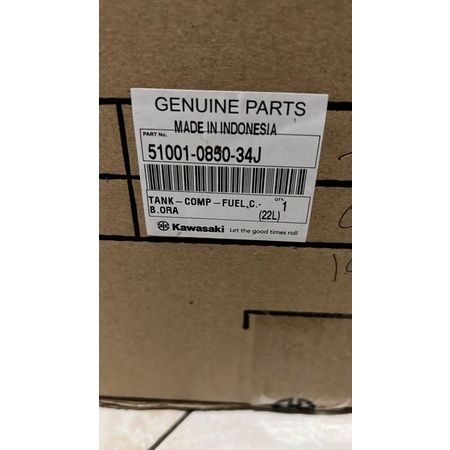 GENUINE PARTS
MADE IN INDONESIA
PART No.
51001-0850-34J
TANK-COMP-FUEL,C.-
B.ORA
QTY.
1
(22L)
Kawasaki Let the good times roll